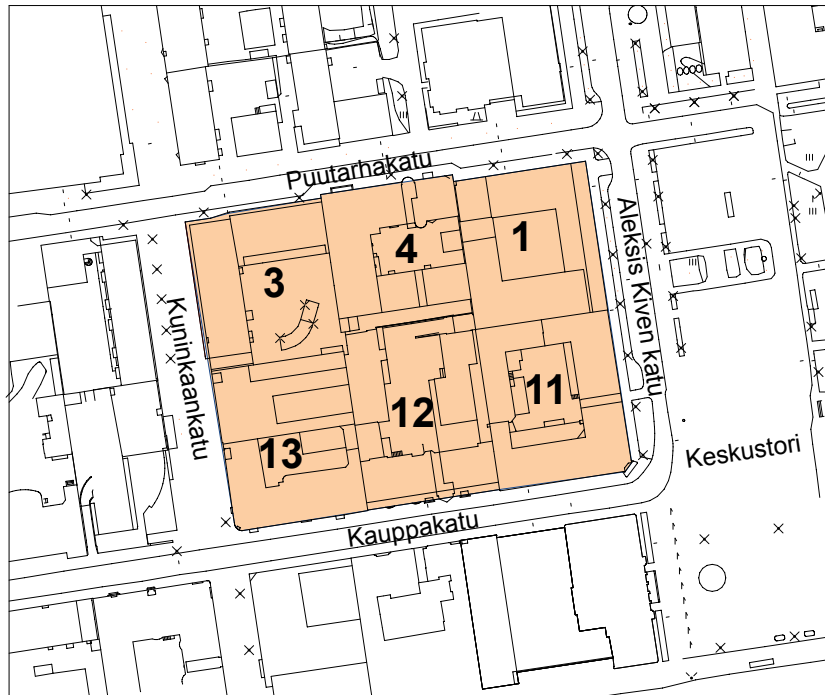 Puutarhakatu
Aleksis Kiven katu
4
1
3
Kuninkaankatu
12
11
13
Keskustori
Kauppakatu